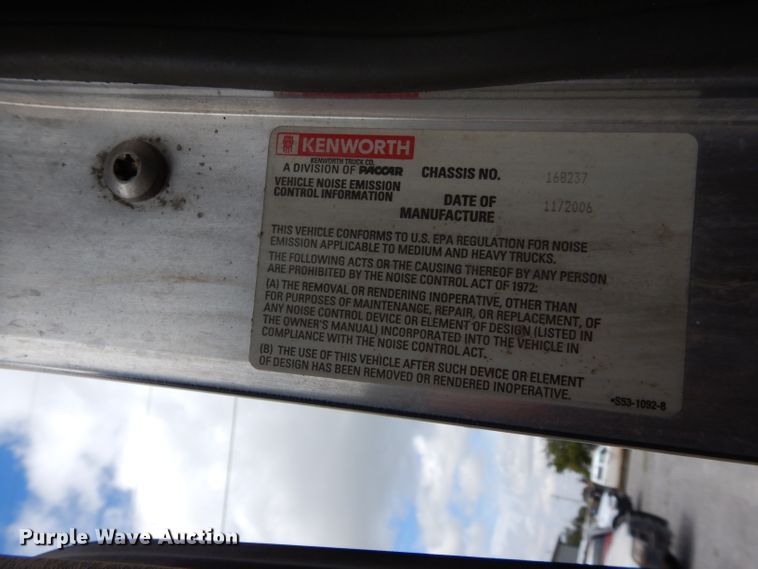 KENWORTH
KENWORTH TRUCK CO.
A DIVISION OF PACCAR
VEHICLE NOISE EMISSION
CONTROL INFORMATION
CHASSIS NO. 168237
DATE OF
MANUFACTURE 11/2006
THIS VEHICLE CONFORMS TO U.S. EPA REGULATION FOR NOISE
EMISSION APPLICABLE TO MEDIUM AND HEAVY TRUCKS.
THE FOLLOWING ACTS OR THE CAUSING THEREOF BY ANY PERSON
ARE PROHIBITED BY THE NOISE CONTROL ACT OF 1972:
(A) THE REMOVAL OR RENDERING INOPERATIVE, OTHER THAN
FOR PURPOSES OF MAINTENANCE, REPAIR, OR REPLACEMENT, OF
ANY NOISE CONTROL DEVICE OR ELEMENT OF DESIGN (LISTED IN
THE OWNER'S MANUAL) INCORPORATED INTO THE VEHICLE IN
COMPLIANCE WITH THE NOISE CONTROL ACT.
(B) THE USE OF THIS VEHICLE AFTER SUCH DEVICE OR ELEMENT
OF DESIGN HAS BEEN REMOVED OR RENDERED INOPERATIVE.
*S53-1092-8
Purple Wave Auction